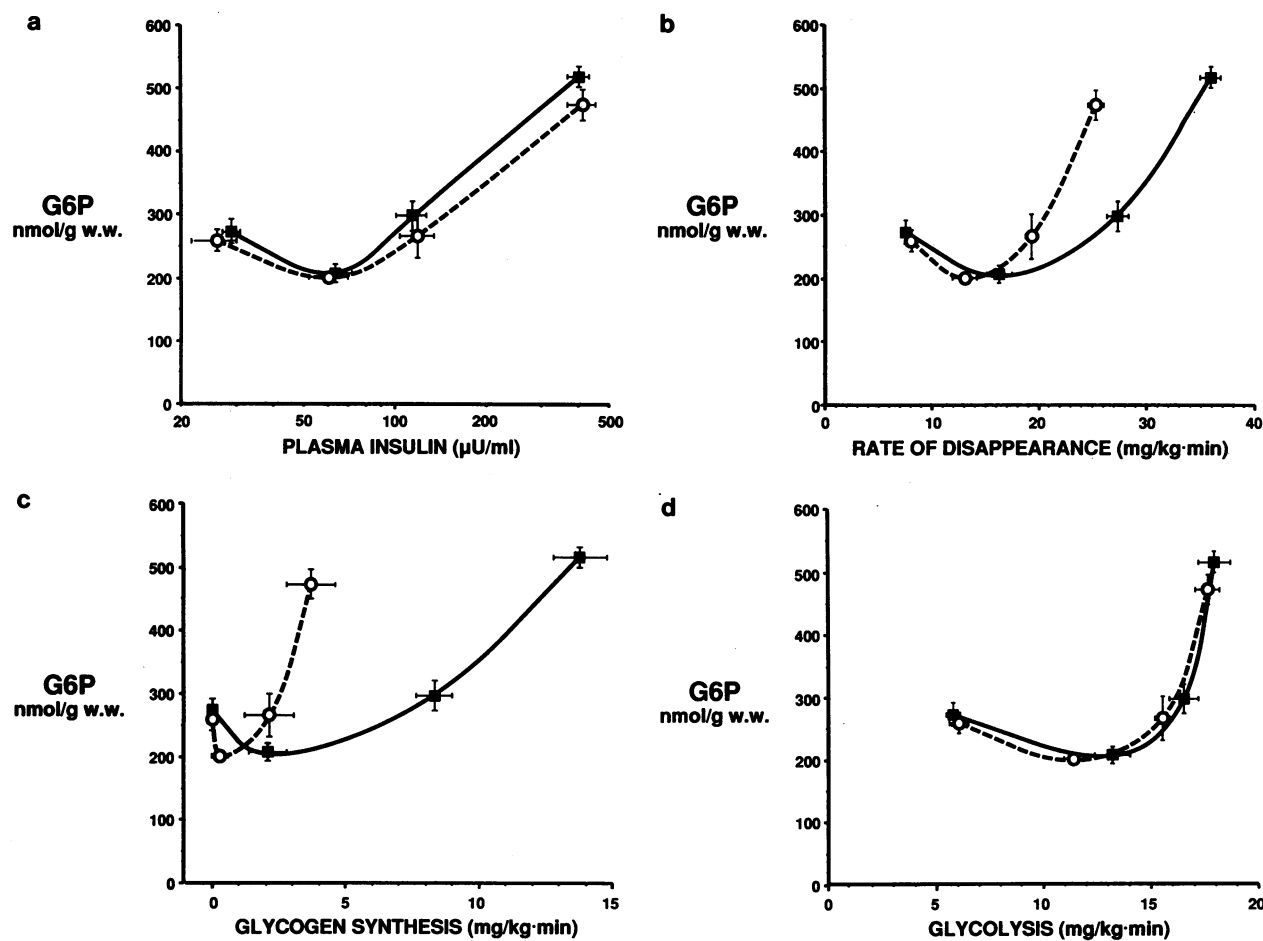 a
600
500
400
300
200
100
0
G6P
nmol/g w.w.
20 50 100 200 500
PLASMA INSULIN (µU/ml)
b
600
500
400
300
200
100
0
G6P
nmol/g w.w.
0 10 20 30 40
RATE OF DISAPPEARANCE (mg/kg·min)
c
600
500
400
300
200
100
0
G6P
nmol/g w.w.
0 5 10 15
GLYCOGEN SYNTHESIS (mg/kg·min)
d
600
500
400
300
200
100
0
G6P
nmol/g w.w.
0 5 10 15 20
GLYCOLYSIS (mg/kg·min)